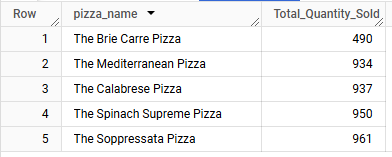 Row pizza_name Total_Quantity_Sold
1 The Brie Carre Pizza 490
2 The Mediterranean Pizza 934
3 The Calabrese Pizza 937
4 The Spinach Supreme Pizza 950
5 The Soppressata Pizza 961